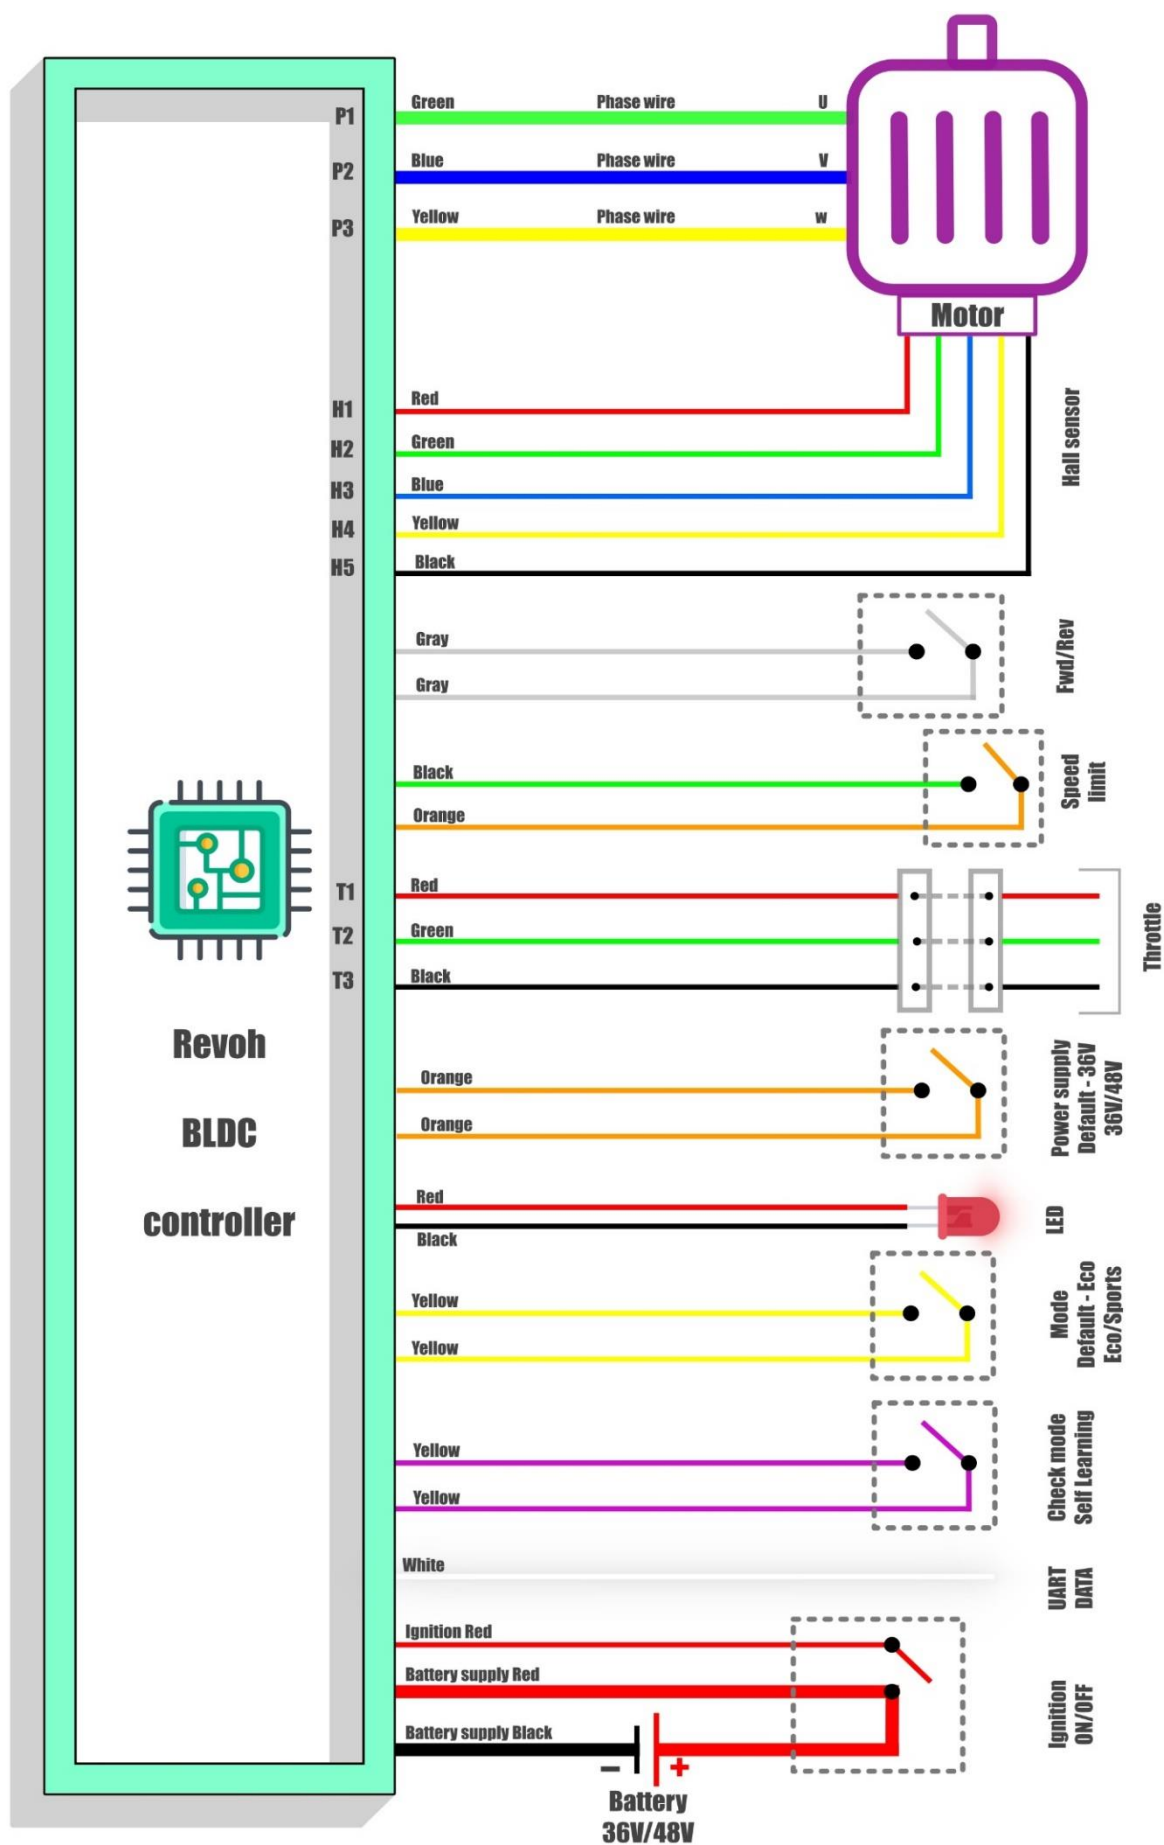 P1 Green Phase wire U
P2 Blue Phase wire V
P3 Yellow Phase wire w
Motor
H1 Red
H2 Green
H3 Blue
H4 Yellow
H5 Black
Hall sensor
Gray
Gray
Fwd/Rev
Black
Orange
Speed
limit
T1 Red
T2 Green
T3 Black
Throttle
Revoh
BLDC
controller
Orange
Orange
Power supply
Default - 36V
36V/48V
Red
Black
LED
Yellow
Yellow
Mode
Default - Eco
Eco/Sports
Yellow
Yellow
Check mode
Self Learning
White
UART
DATA
Ignition Red
Battery supply Red
Battery supply Black
Ignition
ON/OFF
− +
Battery
36V/48V